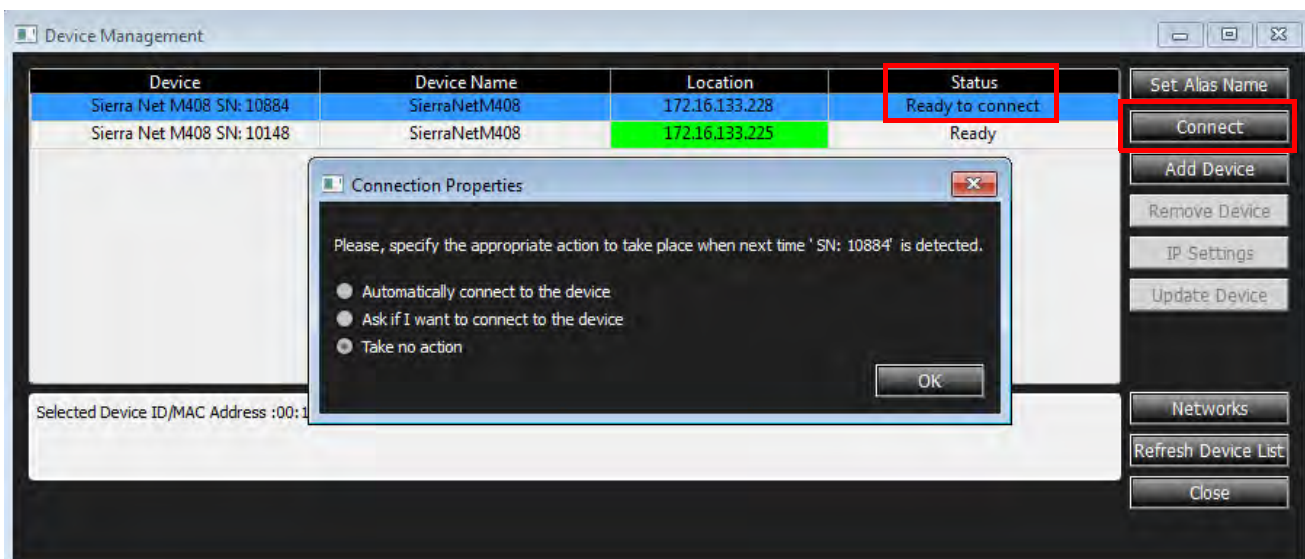 Device Management
Device Device Name Location Status
Sierra Net M408 SN: 10884 SierraNetM408 172.16.133.228 Ready to connect
Sierra Net M408 SN: 10148 SierraNetM408 172.16.133.225 Ready
Set Alias Name
Connect
Add Device
Remove Device
IP Settings
Update Device
Connection Properties
Please, specify the appropriate action to take place when next time ' SN: 10884' is detected.
Automatically connect to the device
Ask if I want to connect to the device
Take no action
OK
Selected Device ID/MAC Address :00:1
Networks
Refresh Device List
Close